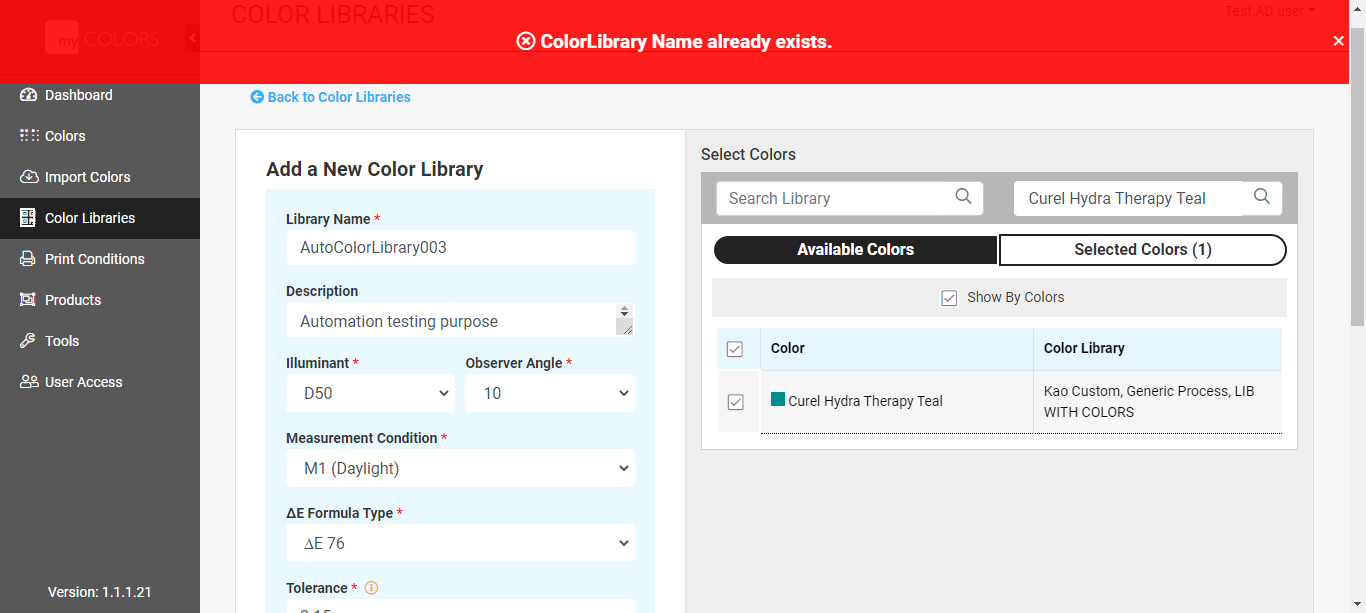 COLOR LIBRARIES
Test AD user
myCOLORS
ColorLibrary Name already exists.
Dashboard
Colors
Import Colors
Color Libraries
Print Conditions
Products
Tools
User Access
Version: 1.1.1.21
Back to Color Libraries
Add a New Color Library
Library Name *
AutoColorLibrary003
Description
Automation testing purpose
Illuminant *
Observer Angle *
D50
10
Measurement Condition *
M1 (Daylight)
ΔE Formula Type *
ΔE 76
Tolerance *
Select Colors
Search Library
Curel Hydra Therapy Teal
Available Colors
Selected Colors (1)
Show By Colors
Color
Color Library
Curel Hydra Therapy Teal
Kao Custom, Generic Process, LIB
WITH COLORS